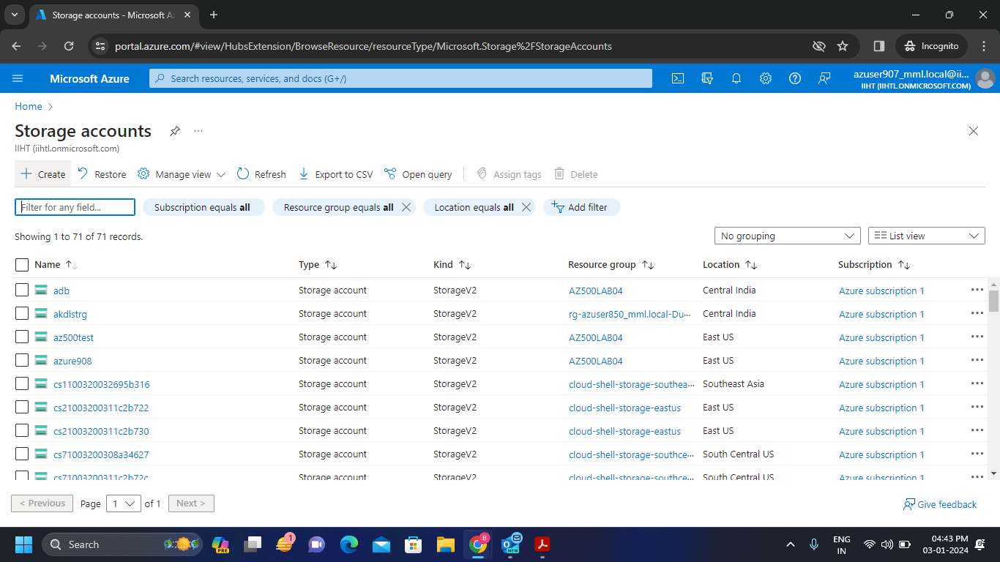 Storage accounts - Microsoft Az
portal.azure.com/#view/HubsExtension/BrowseResource/resourceType/Microsoft.Storage%2FStorageAccounts
Incognito
Microsoft Azure
Search resources, services, and docs (G+/)
azuser907_mml.local@ii...
IIHT (IIHTL.ONMICROSOFT.COM)
Home
Storage accounts
IIHT (iihtl.onmicrosoft.com)
Create Restore Manage view Refresh Export to CSV Open query Assign tags Delete
Filter for any field... Subscription equals all Resource group equals all Location equals all Add filter
Showing 1 to 71 of 71 records. No grouping List view
Name Type Kind Resource group Location Subscription
adb Storage account StorageV2 AZ500LAB04 Central India Azure subscription 1
akdlstrg Storage account StorageV2 rg-azuser850_mml.local-Du... Central India Azure subscription 1
az500test Storage account StorageV2 AZ500LAB04 East US Azure subscription 1
azure908 Storage account StorageV2 AZ500LAB04 East US Azure subscription 1
cs1100320032695b316 Storage account StorageV2 cloud-shell-storage-southea... Southeast Asia Azure subscription 1
cs21003200311c2b722 Storage account StorageV2 cloud-shell-storage-eastus East US Azure subscription 1
cs21003200311c2b730 Storage account StorageV2 cloud-shell-storage-eastus East US Azure subscription 1
cs71003200308a34627 Storage account StorageV2 cloud-shell-storage-southce... South Central US Azure subscription 1
cs71003200311c2b72c Storage account StorageV2 cloud-shell-storage-southce... South Central US Azure subscription 1
< Previous Page 1 of 1 Next > Give feedback
Search PRE 1 8 NEW ENG 04:43 PM
IN 03-01-2024